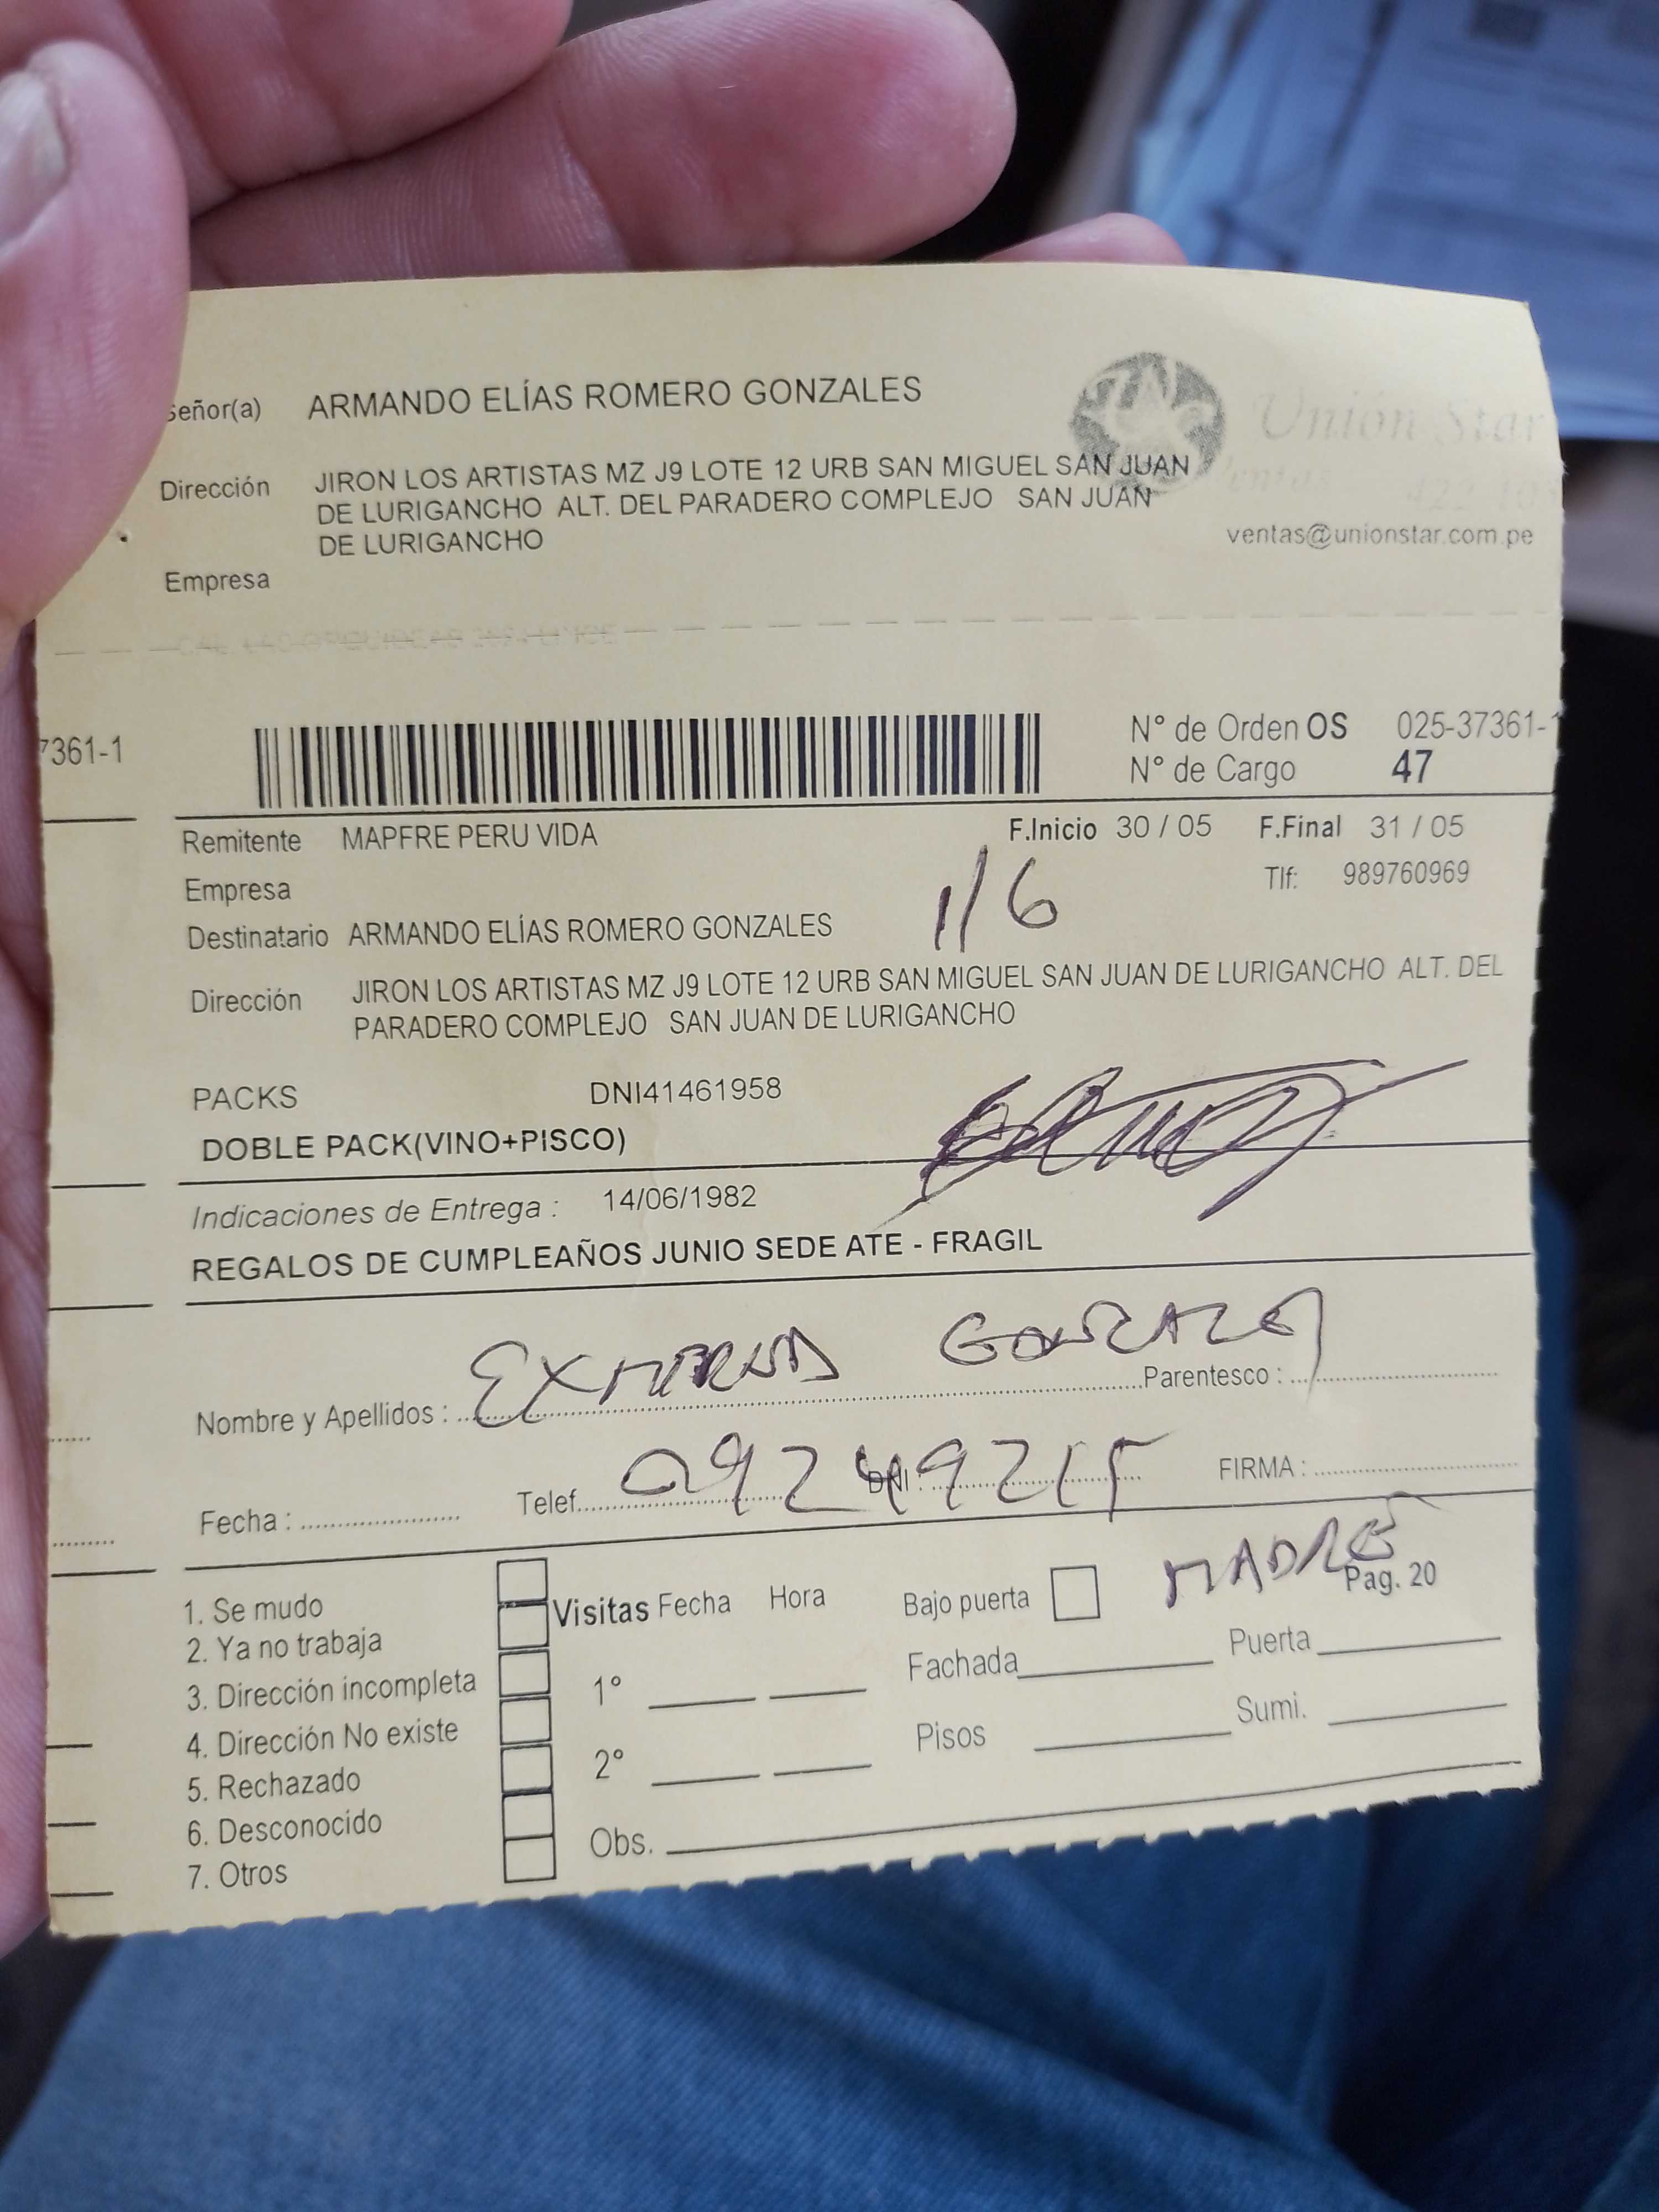 Señor(a) ARMANDO ELÍAS ROMERO GONZALES
Unión Star
Dirección JIRON LOS ARTISTAS MZ J9 LOTE 12 URB SAN MIGUEL SAN JUAN
DE LURIGANCHO ALT. DEL PARADERO COMPLEJO SAN JUAN
DE LURIGANCHO
ventas@unionstar.com.pe
Empresa
7361-1
N° de Orden OS 025-37361-1
N° de Cargo 47
Remitente MAPFRE PERU VIDA F.Inicio 30 / 05 F.Final 31 / 05
Empresa 1/6 Tlf: 989760969
Destinatario ARMANDO ELÍAS ROMERO GONZALES
Dirección JIRON LOS ARTISTAS MZ J9 LOTE 12 URB SAN MIGUEL SAN JUAN DE LURIGANCHO ALT. DEL
PARADERO COMPLEJO SAN JUAN DE LURIGANCHO
PACKS DNI41461958
DOBLE PACK(VINO+PISCO)
Indicaciones de Entrega : 14/06/1982
REGALOS DE CUMPLEAÑOS JUNIO SEDE ATE - FRAGIL
GONZALES
Nombre y Apellidos : Parentesco :
09249215
Fecha : Telef. DNI : FIRMA :
MADRE
Pag. 20
1. Se mudo
2. Ya no trabaja
3. Dirección incompleta
4. Dirección No existe
5. Rechazado
6. Desconocido
7. Otros
Visitas Fecha Hora
1°
2°
Obs.
Bajo puerta
Fachada Puerta
Pisos Sumi.